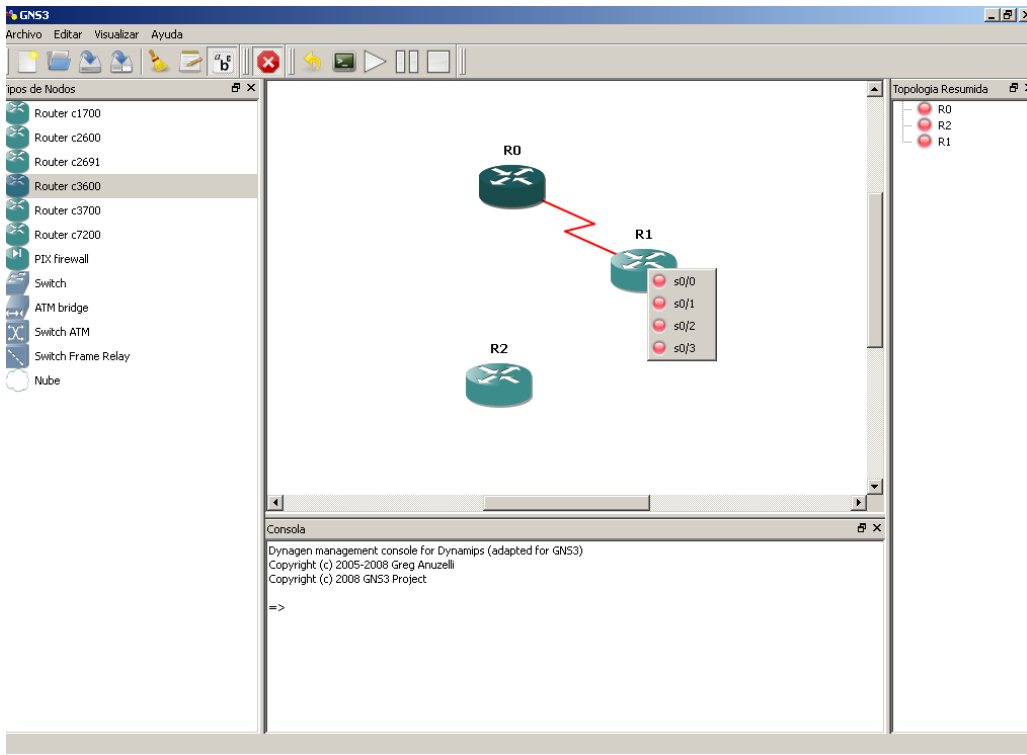 GNS3
Archivo Editar Visualizar Ayuda
Tipos de Nodos
Router c1700
Router c2600
Router c2691
Router c3600
Router c3700
Router c7200
PIX firewall
Switch
ATM bridge
Switch ATM
Switch Frame Relay
Nube
R0
R1
s0/0
s0/1
s0/2
s0/3
R2
Consola
Dynagen management console for Dynamips (adapted for GNS3)
Copyright (c) 2005-2008 Greg Anuzelli
Copyright (c) 2008 GNS3 Project
=>
Topologia Resumida
R0
R2
R1